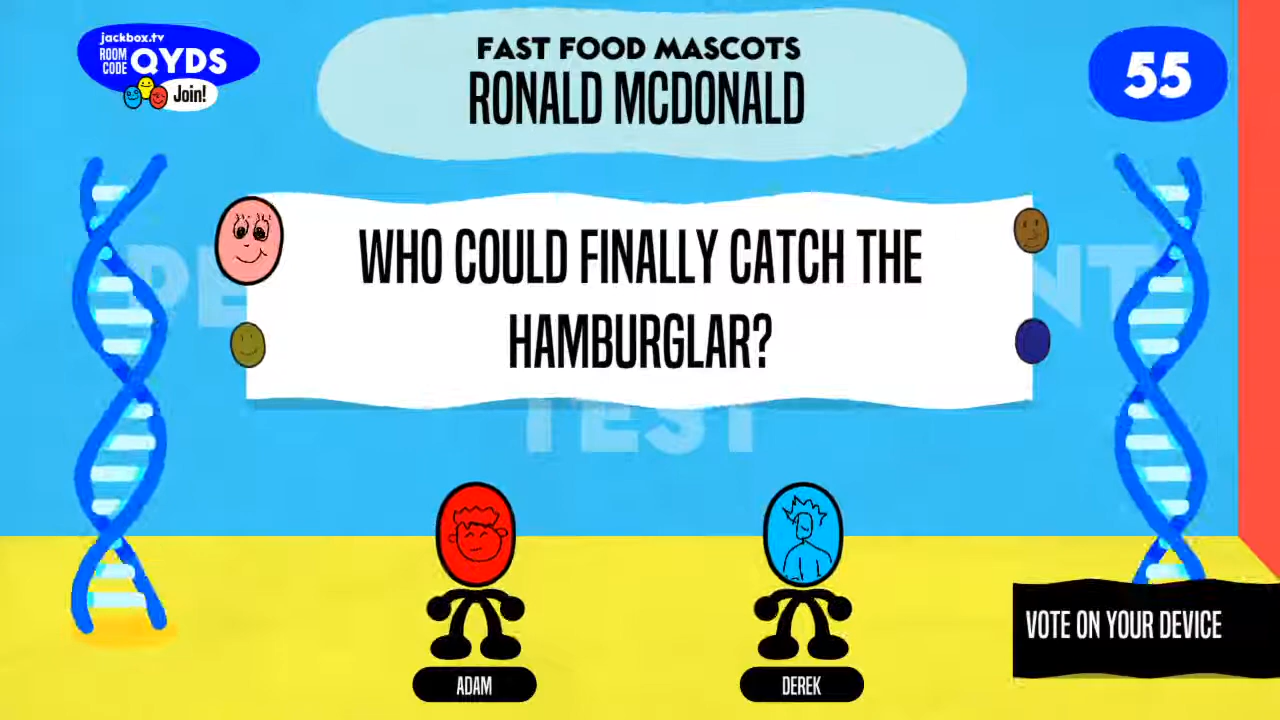 jackbox.tv
ROOM CODE QYDS
Join!
FAST FOOD MASCOTS
RONALD MCDONALD
55
WHO COULD FINALLY CATCH THE
HAMBURGLAR?
TEST
ADAM
DEREK
VOTE ON YOUR DEVICE